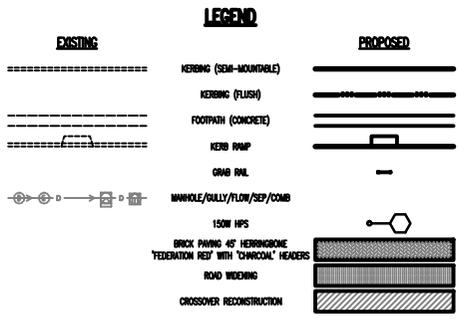 LEGEND
EXISTING PROPOSED
KERBING (SEMI-MOUNTABLE)
KERBING (FLUSH)
FOOTPATH (CONCRETE)
KERB RAMP
GRAB RAIL
D D MANHOLE/GULLY/FLOW/SEP/COMB
150W HPS
BRICK PAVING 45° HERRINGBONE
"FEDERATION RED" WITH "CHARCOAL" HEADERS
ROAD WIDENING
CROSSOVER RECONSTRUCTION